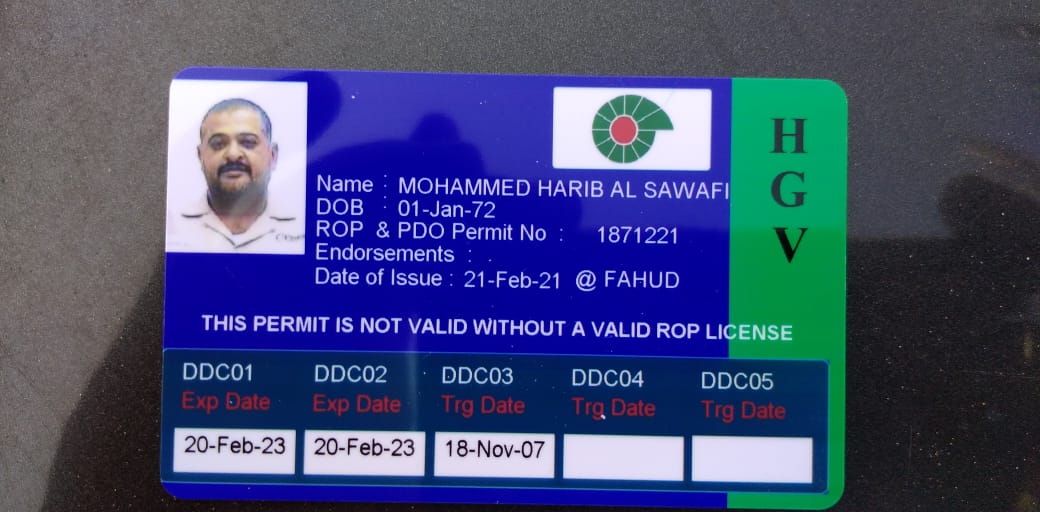 HGV
Name : MOHAMMED HARIB AL SAWAFI
DOB : 01-Jan-72
ROP & PDO Permit No : 1871221
Endorsements : .
Date of Issue : 21-Feb-21 @ FAHUD
THIS PERMIT IS NOT VALID WITHOUT A VALID ROP LICENSE
DDC01 DDC02 DDC03 DDC04 DDC05
Exp Date Exp Date Trg Date Trg Date Trg Date
20-Feb-23 20-Feb-23 18-Nov-07